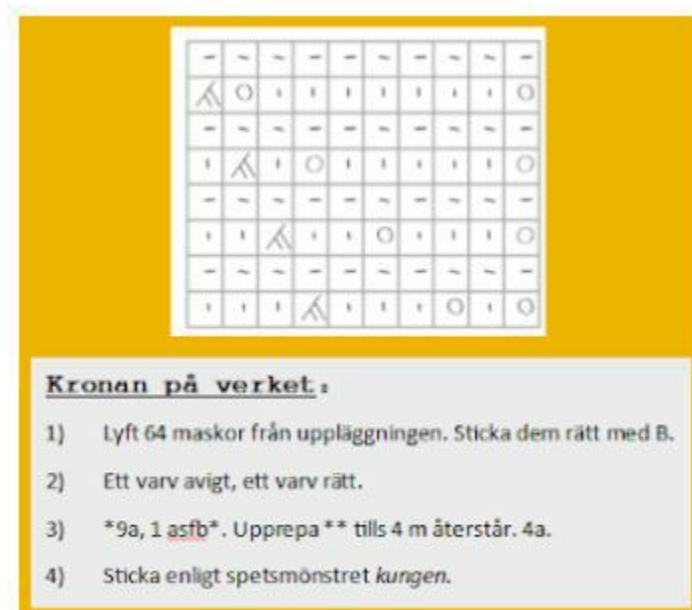 Kronan på verket:
1) Lyft 64 maskor från uppläggningen. Sticka dem rätt med B.
2) Ett varv avigt, ett varv rätt.
3) *9a, 1 asfb*. Upprepa ** tills 4 m återstår. 4a.
4) Sticka enligt spetsmönstret kungen.